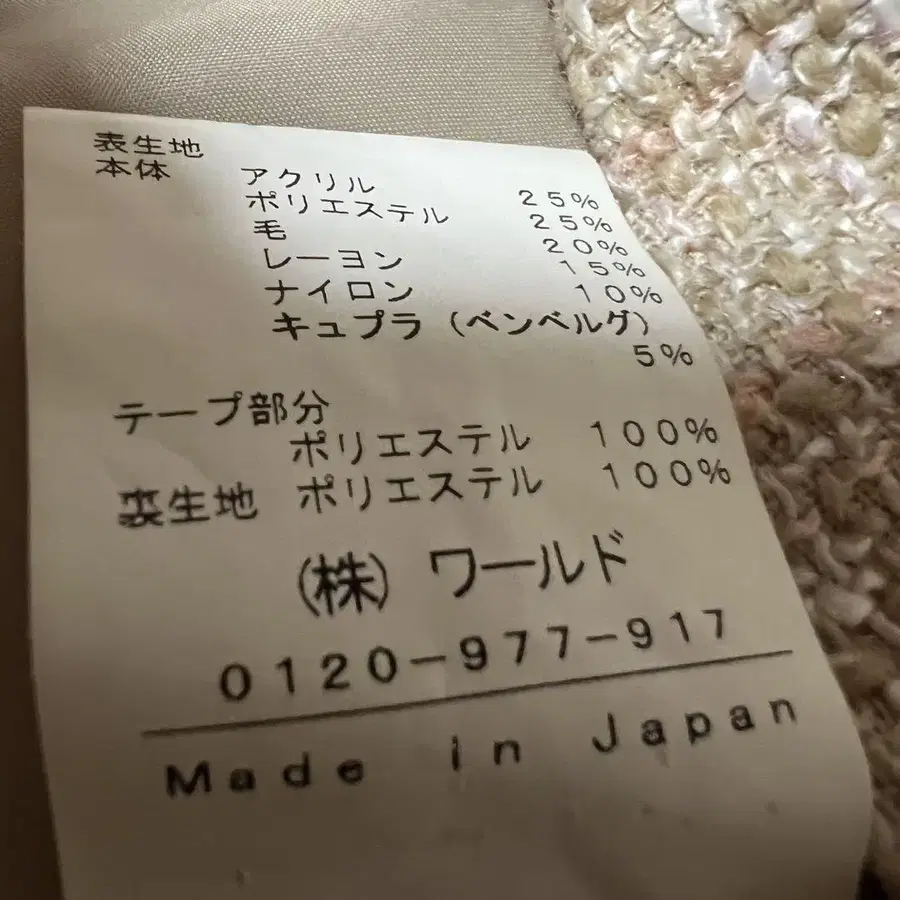 表生地
本体
アクリル 25%
ポリエステル 25%
毛 20%
レーヨン 15%
ナイロン 10%
キュプラ(ベンベルグ)
5%
テープ部分
ポリエステル 100%
裏生地 ポリエステル 100%
(株) ワールド
0120-977-917
Made in Japan